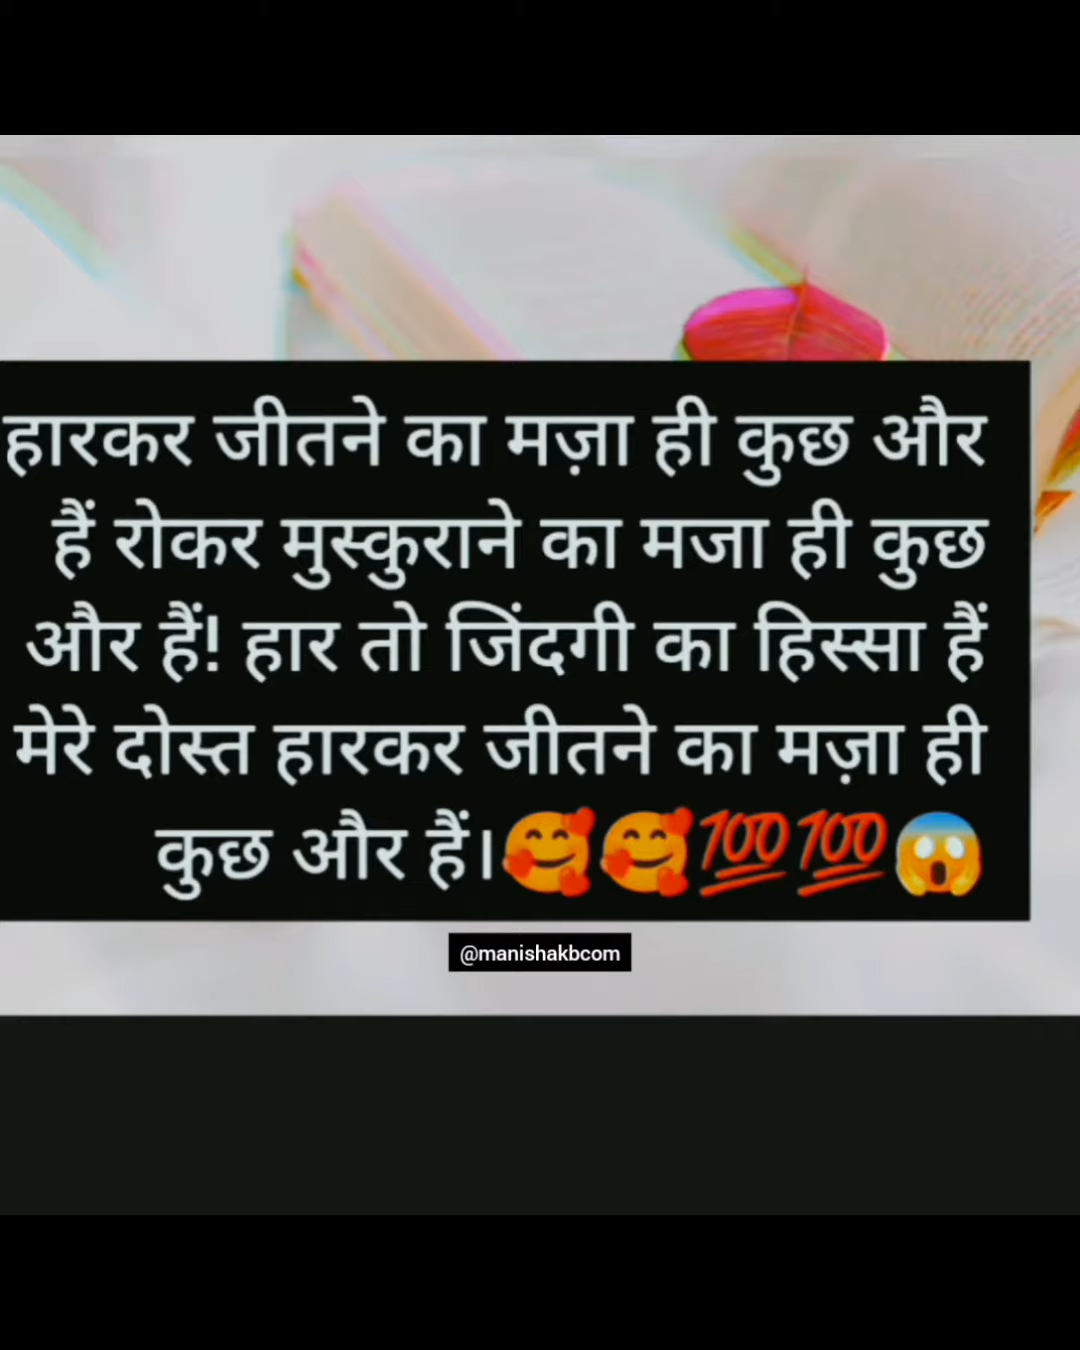 हारकर जीतने का मज़ा ही कुछ और
हैं रोकर मुस्कुराने का मजा ही कुछ
और हैं! हार तो जिंदगी का हिस्सा हैं
मेरे दोस्त हारकर जीतने का मज़ा ही
कुछ और हैं।🥰🥰💯💯😱
@manishakbcom